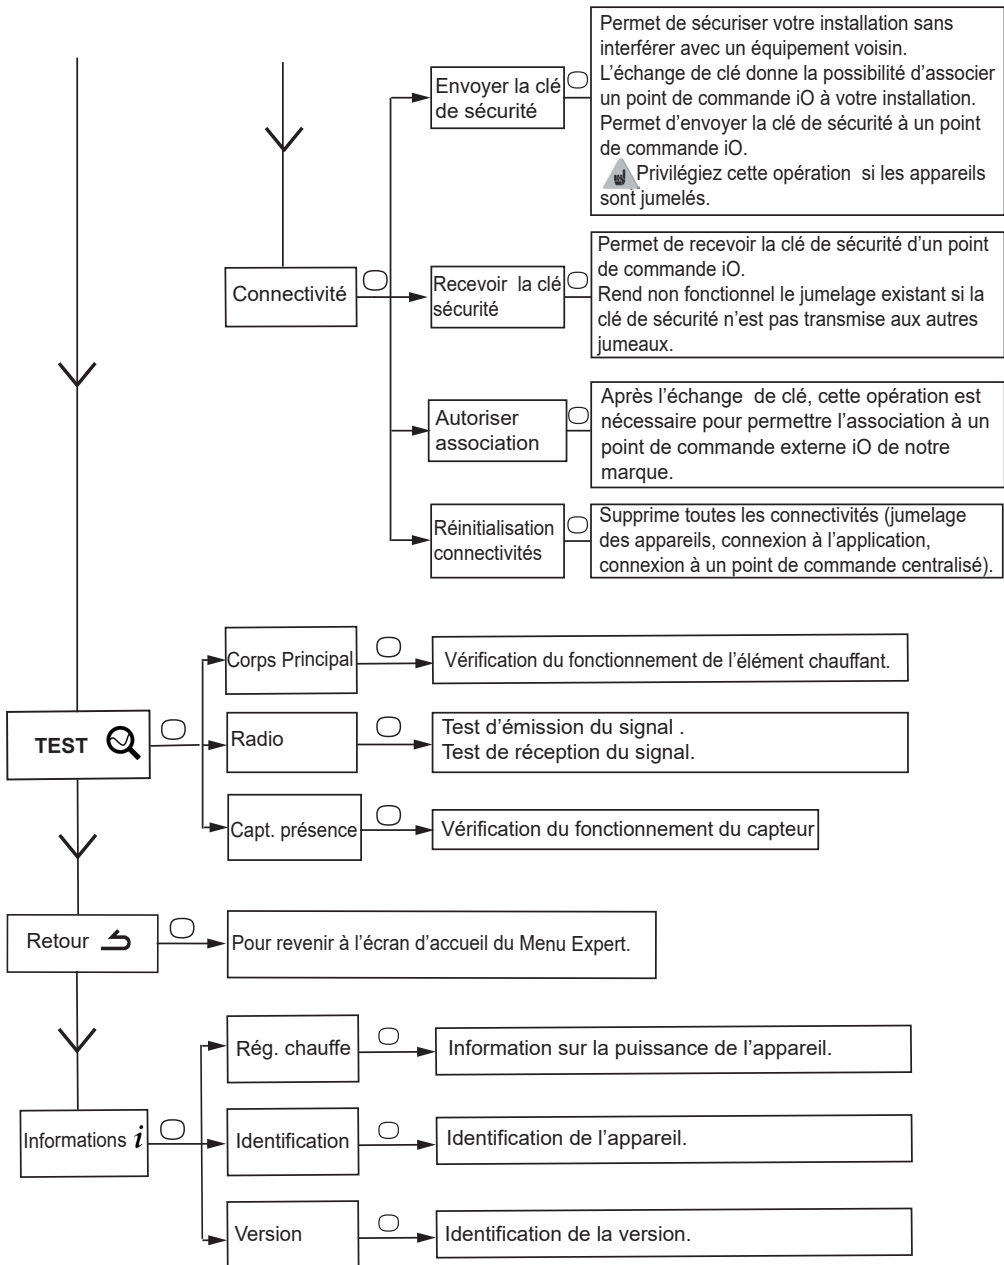 Envoyer la clé
de sécurité
Permet de sécuriser votre installation sans
interférer avec un équipement voisin.
L'échange de clé donne la possibilité d'associer
un point de commande iO à votre installation.
Permet d'envoyer la clé de sécurité à un point
de commande iO.
Privilégiez cette opération si les appareils
sont jumelés.
Connectivité
Recevoir la clé
sécurité
Permet de recevoir la clé de sécurité d'un point
de commande iO.
Rend non fonctionnel le jumelage existant si la
clé de sécurité n'est pas transmise aux autres
jumeaux.
Autoriser
association
Après l'échange de clé, cette opération est
nécessaire pour permettre l'association à un
point de commande externe iO de notre
marque.
Réinitialisation
connectivités
Supprime toutes les connectivités (jumelage
des appareils, connexion à l'application,
connexion à un point de commande centralisé).
TEST
Corps Principal
Vérification du fonctionnement de l'élément chauffant.
Radio
Test d'émission du signal .
Test de réception du signal.
Capt. présence
Vérification du fonctionnement du capteur
Retour
Pour revenir à l'écran d'accueil du Menu Expert.
Informations i
Rég. chauffe
Information sur la puissance de l'appareil.
Identification
Identification de l'appareil.
Version
Identification de la version.